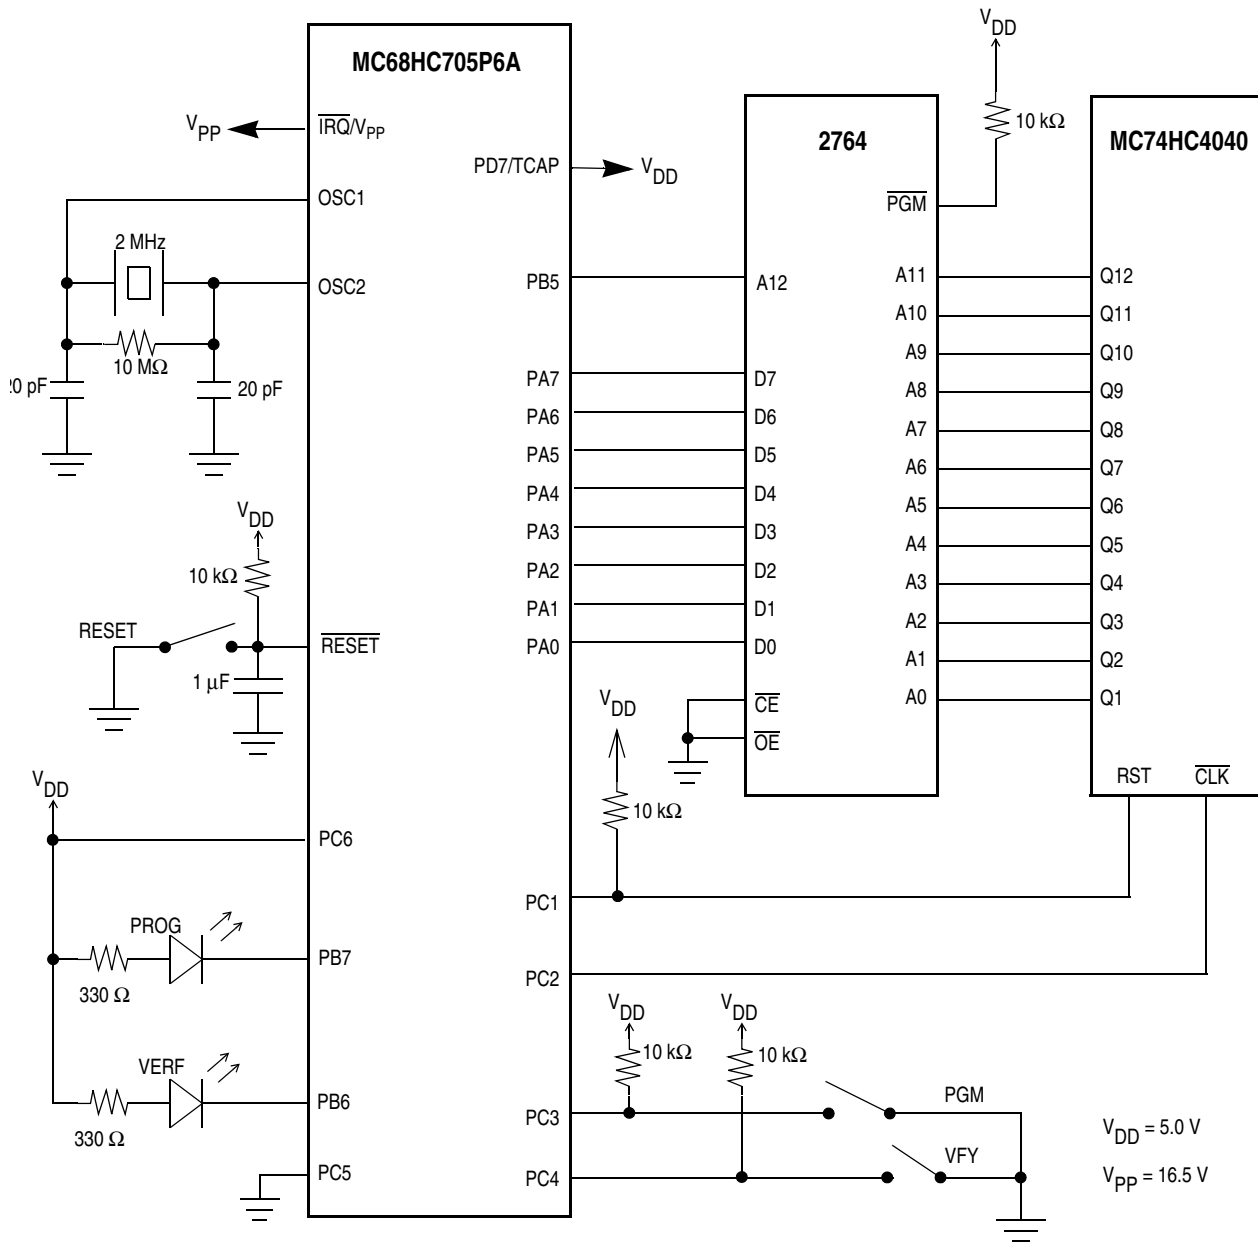 MC68HC705P6A
V_PP
IRQ/V_PP
PD7/TCAP
V_DD
OSC1
2 MHz
OSC2
10 MΩ
20 pF
V_DD
10 kΩ
RESET
RESET
1 µF
V_DD
PC6
PROG
PB7
330 Ω
VERF
PB6
330 Ω
PC5
PB5
PA7
PA6
PA5
PA4
PA3
PA2
PA1
PA0
PC1
PC2
PC3
PC4
2764
PGM
A12
D7
D6
D5
D4
D3
D2
D1
D0
CE
OE
A11
A10
A9
A8
A7
A6
A5
A4
A3
A2
A1
A0
V_DD
10 kΩ
MC74HC4040
Q12
Q11
Q10
Q9
Q8
Q7
Q6
Q5
Q4
Q3
Q2
Q1
RST
CLK
V_DD
10 kΩ
V_DD
10 kΩ
V_DD
10 kΩ
PGM
VFY
V_DD = 5.0 V
V_PP = 16.5 V